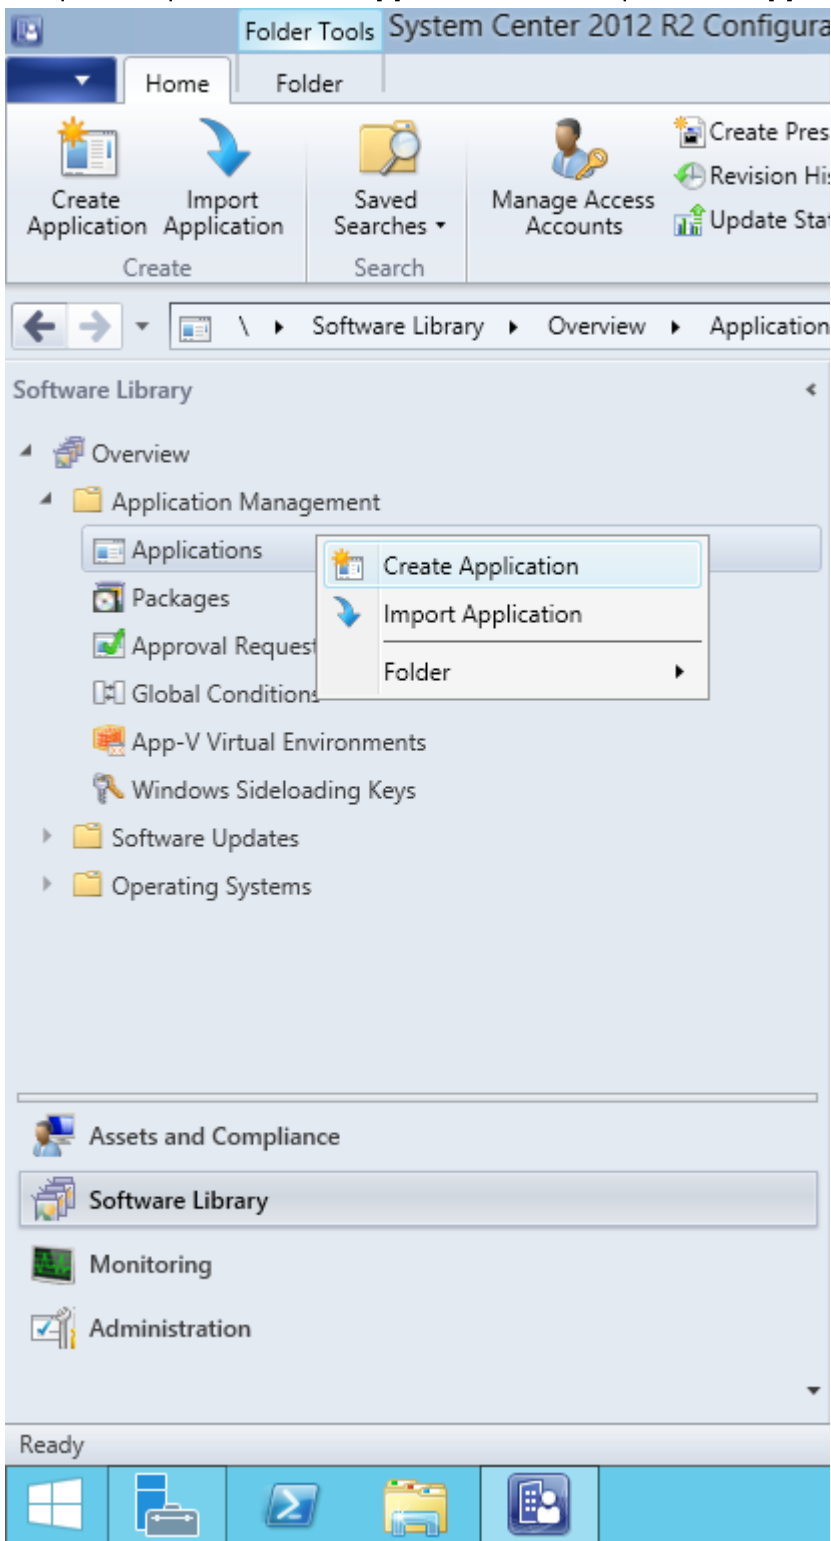 Folder Tools System Center 2012 R2 Configura
Home Folder
Create Application
Import Application
Saved Searches
Manage Access Accounts
Create Pres
Revision His
Update Stat
Create
Search
\ Software Library Overview Application
Software Library
Overview
Application Management
Applications
Create Application
Packages
Import Application
Approval Request
Folder
Global Conditions
App-V Virtual Environments
Windows Sideloading Keys
Software Updates
Operating Systems
Assets and Compliance
Software Library
Monitoring
Administration
Ready